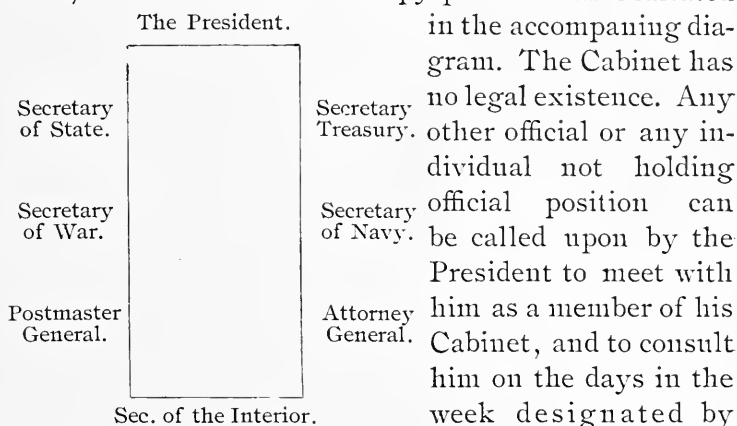 The President.
Secretary
of State.
Secretary
Treasury.
Secretary
of War.
Secretary
of Navy.
Postmaster
General.
Attorney
General.
Sec. of the Interior.
in the accompaning dia-
gram. The Cabinet has
no legal existence. Any
other official or any in-
dividual not holding
official position can
be called upon by the
President to meet with
him as a member of his
Cabinet, and to consult
him on the days in the
week designated by